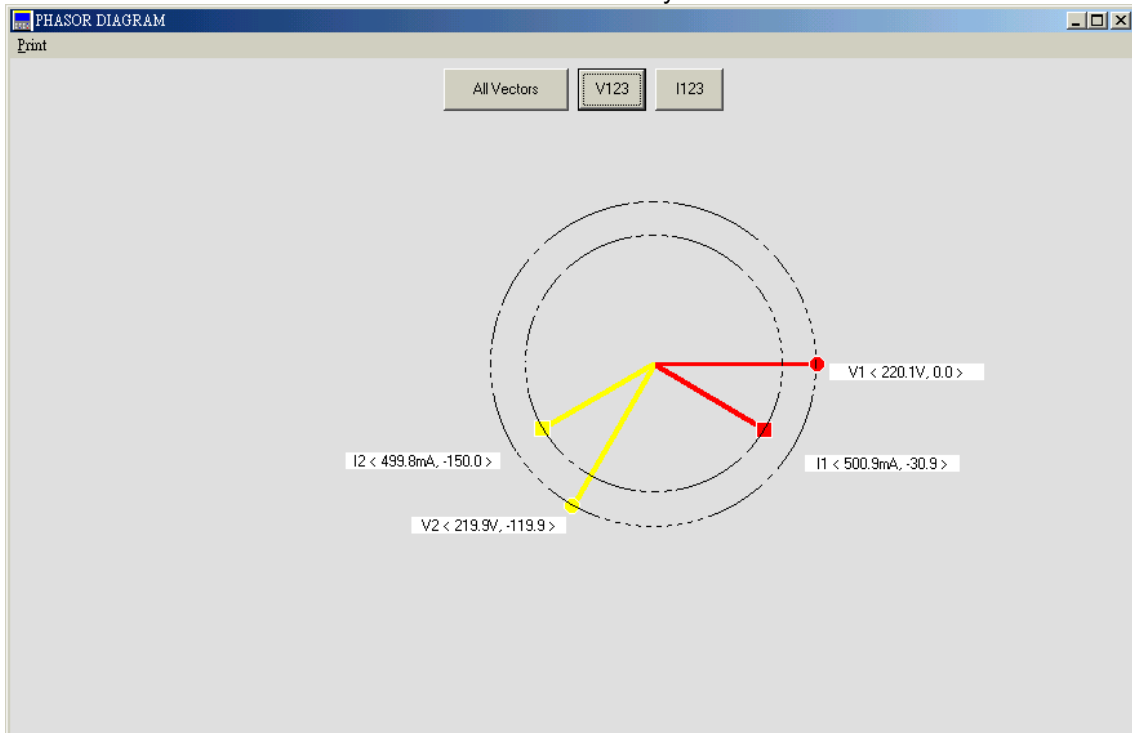 PHASOR DIAGRAM
Print
All Vectors
V123
I123
V1 < 220.1V, 0.0 >
I2 < 499.8mA, -150.0 >
I1 < 500.9mA, -30.9 >
V2 < 219.9V, -119.9 >